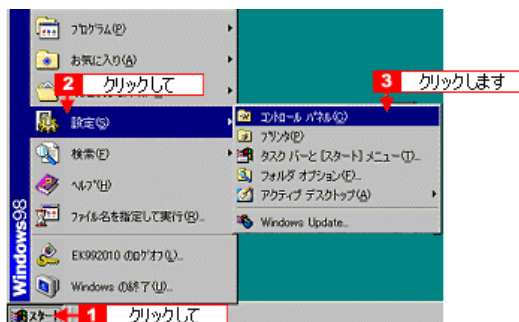 プログラム(P)
お気に入り(A)
2 クリックして
設定(S)
検索(E)
ヘルプ(H)
ファイル名を指定して実行(R)...
EK992010 のログオフ(L)...
Windows の終了(U)...
Windows98
スタート
1 クリックして
3 クリックします
コントロール パネル(C)
プリンタ(P)
タスク バーと [スタート] メニュー(T)...
フォルダ オプション(F)...
アクティブ デスクトップ(A)
Windows Update...